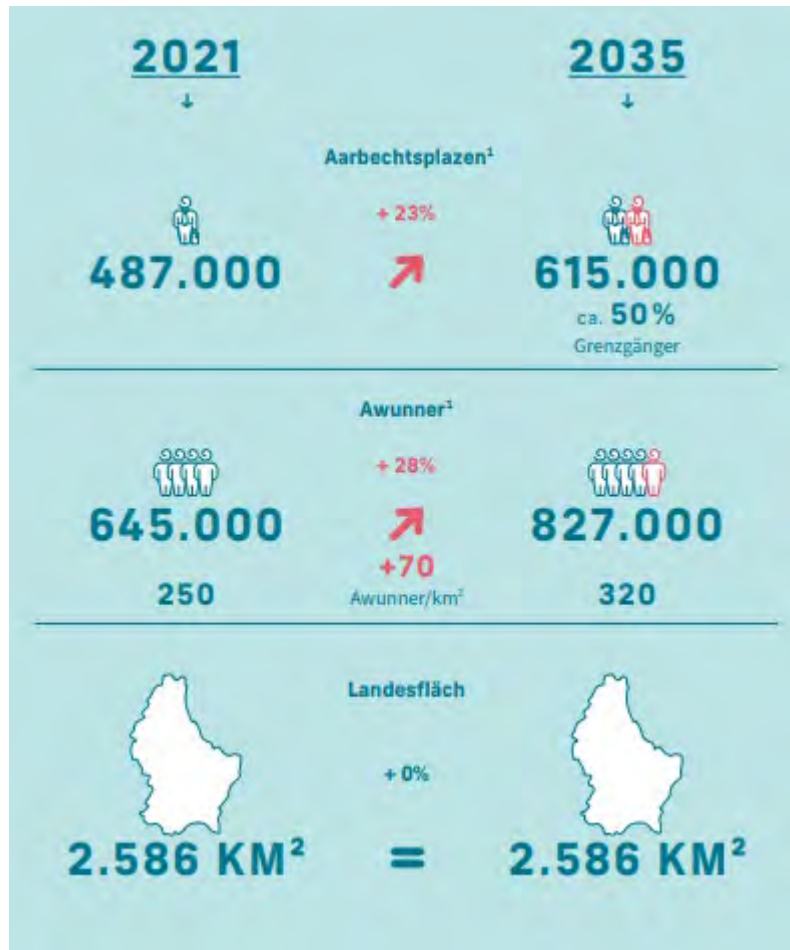 2021
2035
↓
↓
Aarbechtsplazen¹
+ 23%
487.000
615.000
ca. 50%
Grenzgänger
Awunner¹
+ 28%
645.000
827.000
+70
250
Awunner/km²
320
Landesfläch
+ 0%
2.586 KM²
=
2.586 KM²